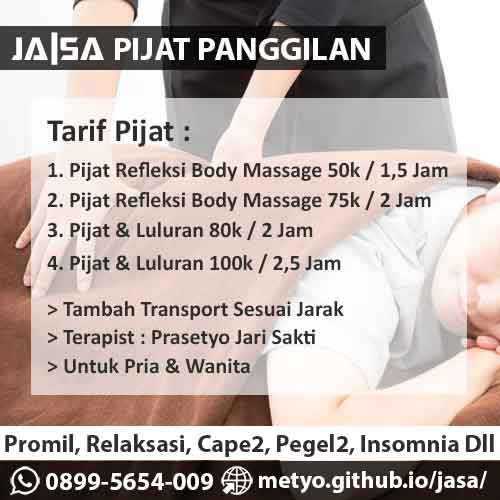 JA|SA PIJAT PANGGILAN
Tarif Pijat :
1. Pijat Refleksi Body Massage 50k / 1,5 Jam
2. Pijat Refleksi Body Massage 75k / 2 Jam
3. Pijat & Luluran 80k / 2 Jam
4. Pijat & Luluran 100k / 2,5 Jam
> Tambah Transport Sesuai Jarak
> Terapist : Prasetyo Jari Sakti
> Untuk Pria & Wanita
Promil, Relaksasi, Cape2, Pegel2, Insomnia Dll
0899-5654-009 metyo.github.io/jasa/